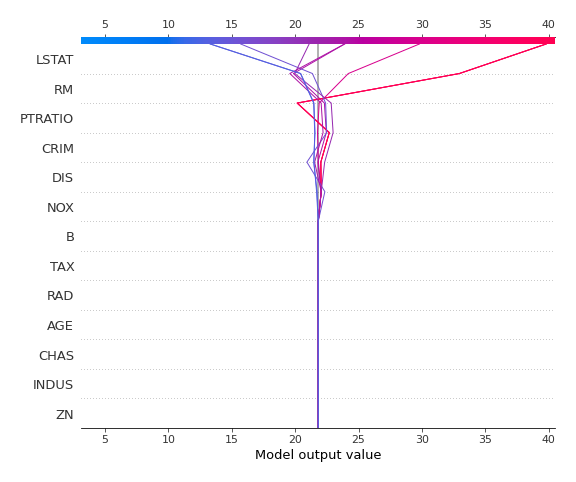 5 10 15 20 25 30 35 40
LSTAT
RM
PTRATIO
CRIM
DIS
NOX
B
TAX
RAD
AGE
CHAS
INDUS
ZN
5 10 15 20 25 30 35 40
Model output value